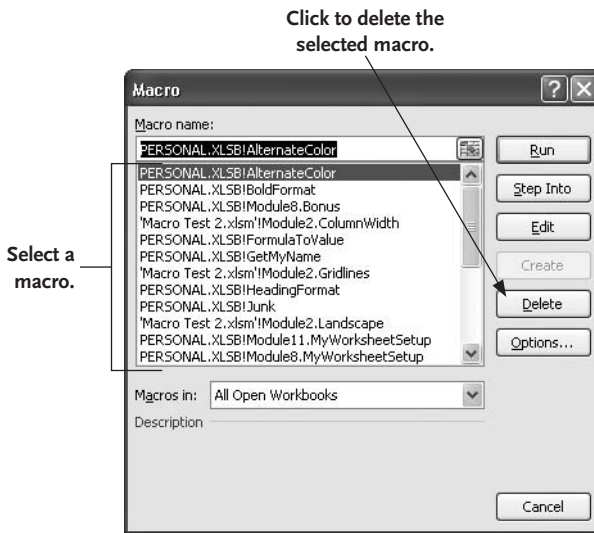 Click to delete the
selected macro.
Macro
Macro name:
PERSONAL.XLSB!AlternateColor
Run
PERSONAL.XLSB!AlternateColor
PERSONAL.XLSB!BoldFormat
PERSONAL.XLSB!Module8.Bonus
'Macro Test 2.xlsm'!Module2.ColumnWidth
PERSONAL.XLSB!FormulaToValue
PERSONAL.XLSB!GetMyName
'Macro Test 2.xlsm'!Module2.Gridlines
PERSONAL.XLSB!HeadingFormat
PERSONAL.XLSB!Junk
'Macro Test 2.xlsm'!Module2.Landscape
PERSONAL.XLSB!Module11.MyWorksheetSetup
PERSONAL.XLSB!Module8.MyWorksheetSetup
Step Into
Edit
Create
Delete
Options...
Select a
macro.
Macros in: All Open Workbooks
Description
Cancel